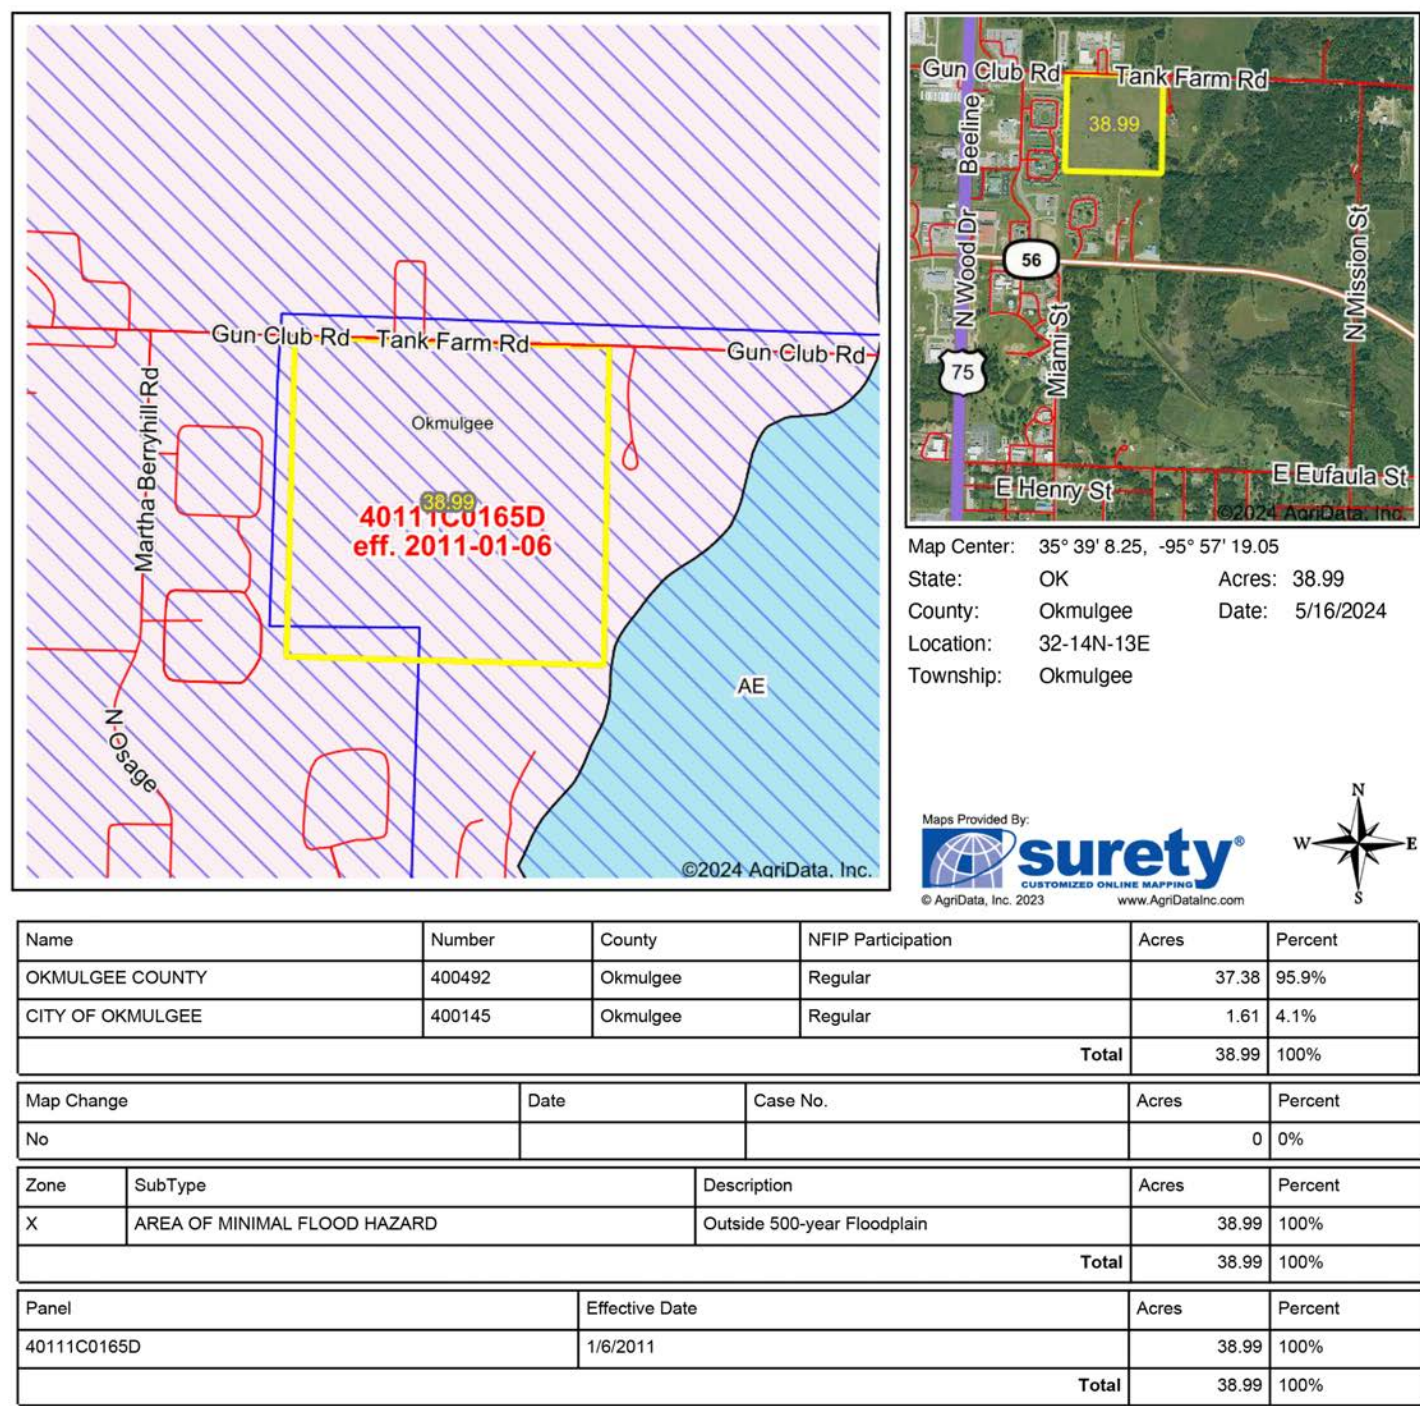 Gun Club Rd
Tank Farm Rd
Gun Club Rd
Martha-Berryhill-Rd
Okmulgee
38.99
40111C0165D
eff. 2011-01-06
AE
N Osage
©2024 AgriData, Inc.
Gun Club Rd
Tank Farm Rd
38.99
N Wood Dr
Beeline
56
75
Miami St
N Mission St
E Henry St
E Eufaula St
©2024 AgriData, Inc.
Map Center: 35° 39' 8.25, -95° 57' 19.05
State: OK Acres: 38.99
County: Okmulgee Date: 5/16/2024
Location: 32-14N-13E
Township: Okmulgee
Maps Provided By:
surety®
CUSTOMIZED ONLINE MAPPING
© AgriData, Inc. 2023 www.AgriDataInc.com
N
W E
S
Name Number County NFIP Participation Acres Percent
OKMULGEE COUNTY 400492 Okmulgee Regular 37.38 95.9%
CITY OF OKMULGEE 400145 Okmulgee Regular 1.61 4.1%
Total 38.99 100%
Map Change Date Case No. Acres Percent
No 0 0%
Zone SubType Description Acres Percent
X AREA OF MINIMAL FLOOD HAZARD Outside 500-year Floodplain 38.99 100%
Total 38.99 100%
Panel Effective Date Acres Percent
40111C0165D 1/6/2011 38.99 100%
Total 38.99 100%